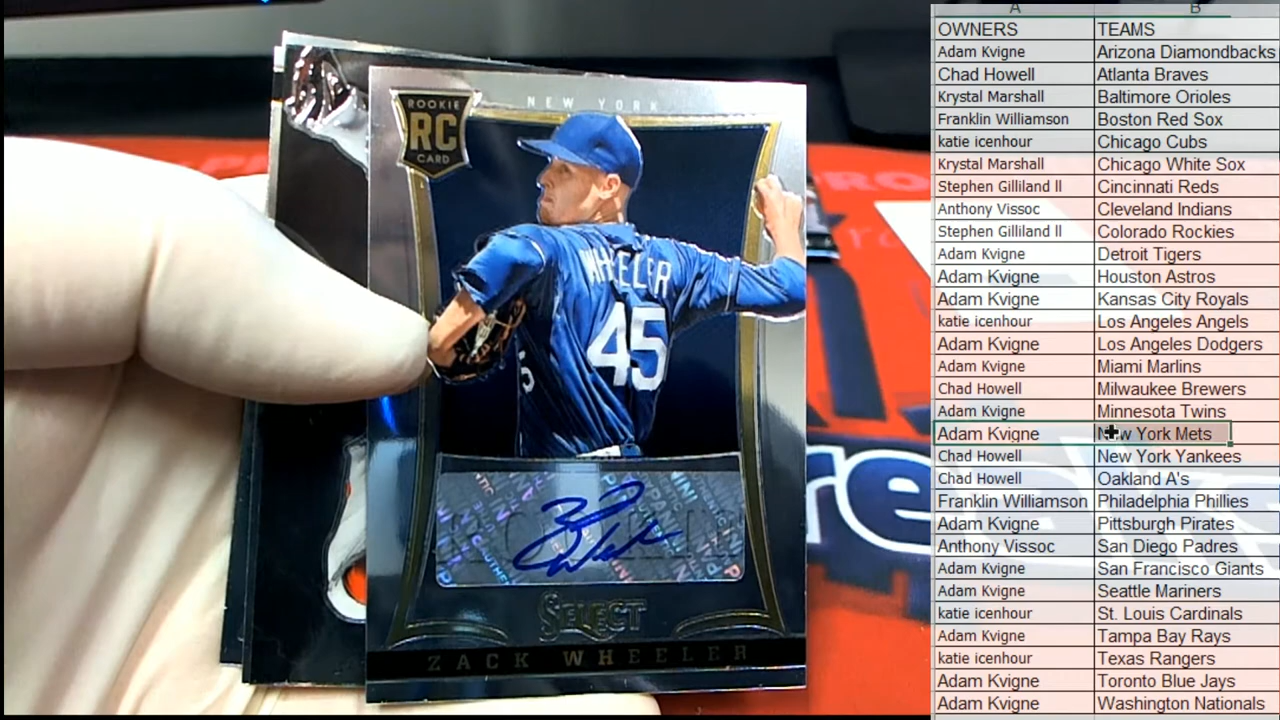 NEW YORK
ROOKIE
RC
CARD
WHEELER
45
5
SELECT
ZACK WHEELER
A B
OWNERS TEAMS
Adam Kvigne Arizona Diamondbacks
Chad Howell Atlanta Braves
Krystal Marshall Baltimore Orioles
Franklin Williamson Boston Red Sox
katie icenhour Chicago Cubs
Krystal Marshall Chicago White Sox
Stephen Gilliland II Cincinnati Reds
Anthony Vissoc Cleveland Indians
Stephen Gilliland II Colorado Rockies
Adam Kvigne Detroit Tigers
Adam Kvigne Houston Astros
Adam Kvigne Kansas City Royals
katie icenhour Los Angeles Angels
Adam Kvigne Los Angeles Dodgers
Adam Kvigne Miami Marlins
Chad Howell Milwaukee Brewers
Adam Kvigne Minnesota Twins
Adam Kvigne New York Mets
Chad Howell New York Yankees
Chad Howell Oakland A's
Franklin Williamson Philadelphia Phillies
Adam Kvigne Pittsburgh Pirates
Anthony Vissoc San Diego Padres
Adam Kvigne San Francisco Giants
Adam Kvigne Seattle Mariners
katie icenhour St. Louis Cardinals
Adam Kvigne Tampa Bay Rays
katie icenhour Texas Rangers
Adam Kvigne Toronto Blue Jays
Adam Kvigne Washington Nationals